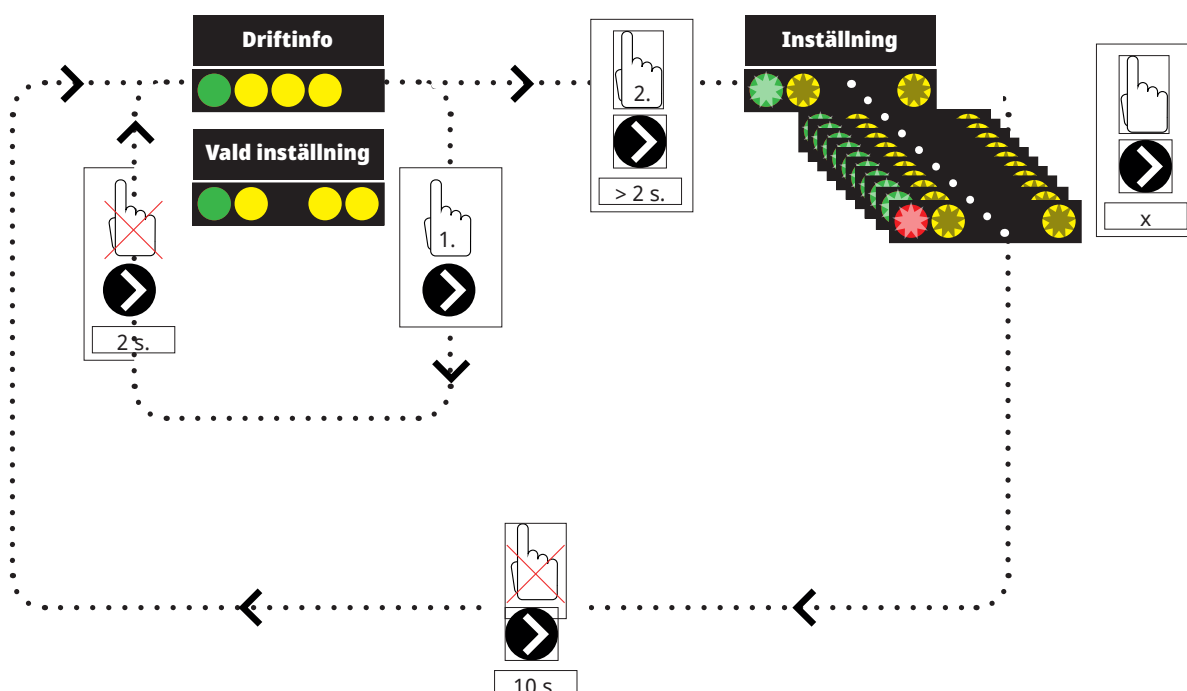 Driftinfo
Vald inställning
2 s.
1.
2.
> 2 s.
Inställning
x
10 s